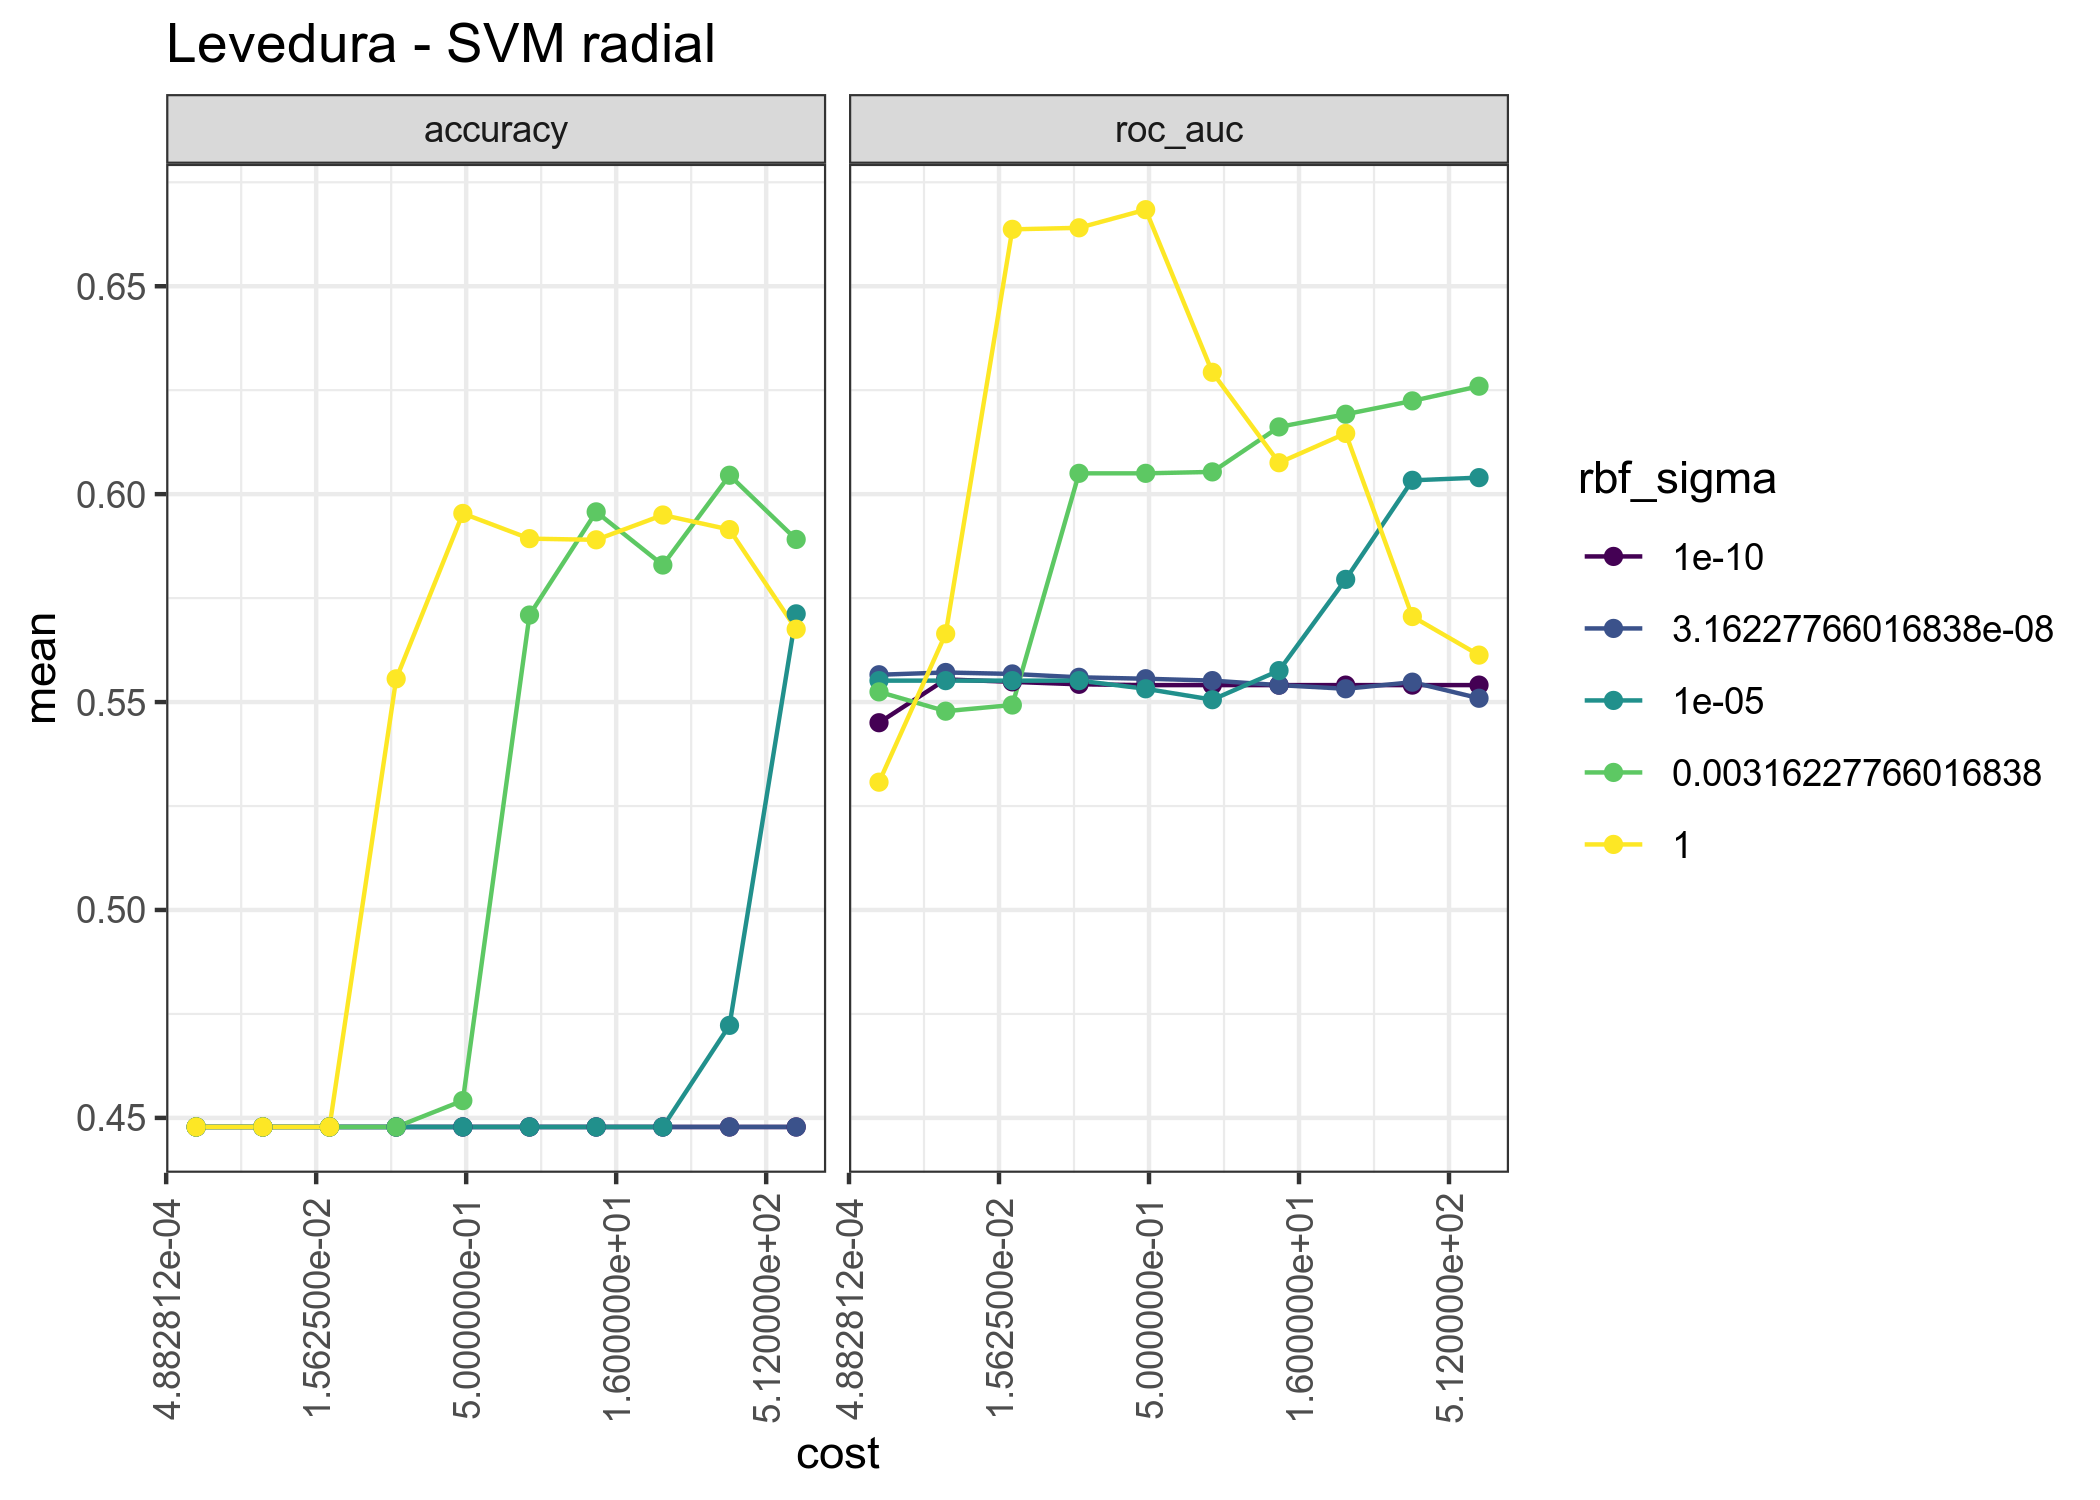 Levedura - SVM radial
accuracy
roc_auc
0.65
0.60
0.55
0.50
0.45
mean
4.882812e-04
1.562500e-02
5.000000e-01
1.600000e+01
5.120000e+02
4.882812e-04
1.562500e-02
5.000000e-01
1.600000e+01
5.120000e+02
cost
rbf_sigma
1e-10
3.16227766016838e-08
1e-05
0.00316227766016838
1